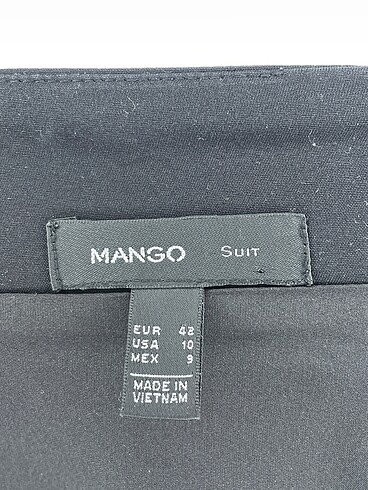 MANGO SUIT
EUR 42
USA 10
MEX 9
MADE IN
VIETNAM